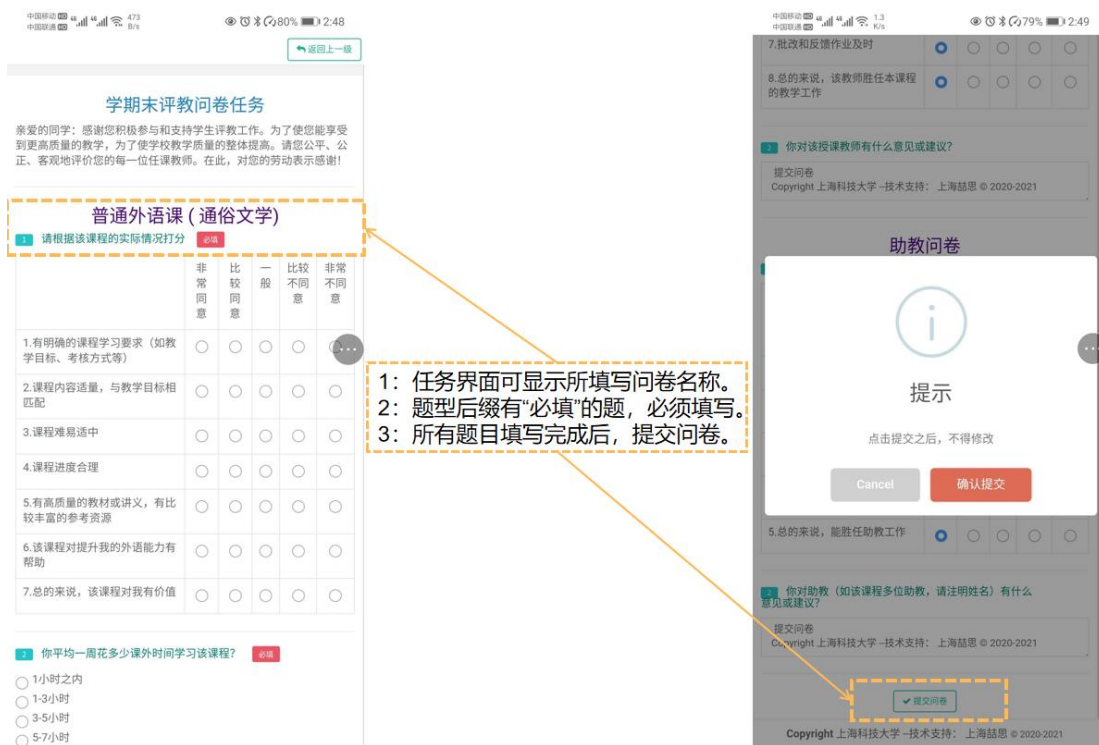 中国移动 HD 46 46 473
中国联通 HD B/s
80% 2:48
返回上一级
学期末评教问卷任务
亲爱的同学：感谢您积极参与和支持学生评教工作。为了使您能享受
到更高质量的教学，为了使学校教学质量的整体提高。请您公平、公
正、客观地评价您的每一位任课教师。在此，对您的劳动表示感谢！
普通外语课 ( 通俗文学)
1 请根据该课程的实际情况打分 必填
非常同意 比较同意 一般 比较不同意 非常不同意
1.有明确的课程学习要求（如教
学目标、考核方式等）
2.课程内容适量，与教学目标相
匹配
3.课程难易适中
4.课程进度合理
5.有高质量的教材或讲义，有比
较丰富的参考资源
6.该课程对提升我的外语能力有
帮助
7.总的来说，该课程对我有价值
2 你平均一周花多少课外时间学习该课程？ 必填
1小时之内
1-3小时
3-5小时
5-7小时
1：任务界面可显示所填写问卷名称。
2：题型后缀有“必填”的题，必须填写。
3：所有题目填写完成后，提交问卷。
中国移动 HD 46 46 1.3
中国联通 HD K/s
79% 2:49
7.批改和反馈作业及时
8.总的来说，该教师胜任本课程
的教学工作
2 你对该授课教师有什么意见或建议？
提交问卷
Copyright 上海科技大学 –技术支持： 上海喆思 © 2020-2021
助教问卷
提示
点击提交之后，不得修改
Cancel
确认提交
5.总的来说，能胜任助教工作
2 你对助教（如该课程多位助教，请注明姓名）有什么
意见或建议？
提交问卷
Copyright 上海科技大学 –技术支持： 上海喆思 © 2020-2021
提交问卷
Copyright 上海科技大学 –技术支持： 上海喆思 © 2020-2021